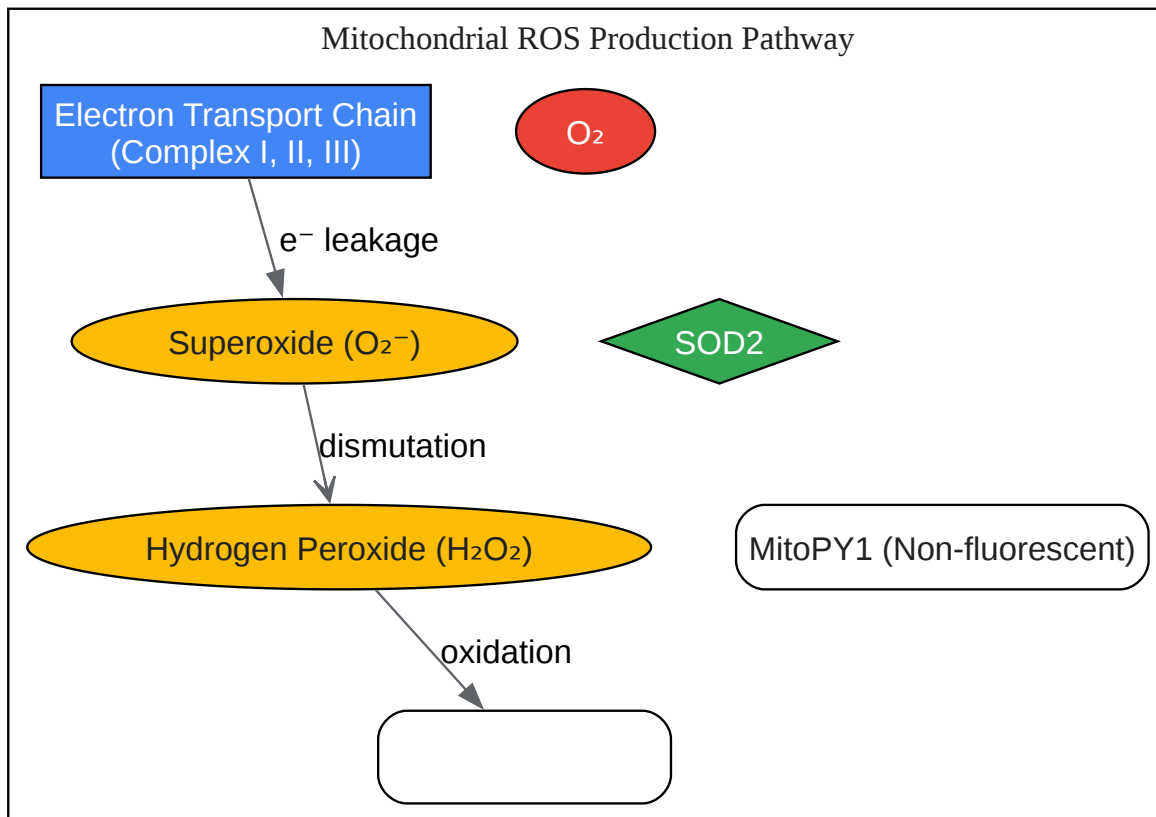 Mitochondrial ROS Production Pathway
Electron Transport Chain
(Complex I, II, III)
O₂
e⁻ leakage
Superoxide (O₂⁻)
SOD2
dismutation
Hydrogen Peroxide (H₂O₂)
MitoPY1 (Non-fluorescent)
oxidation